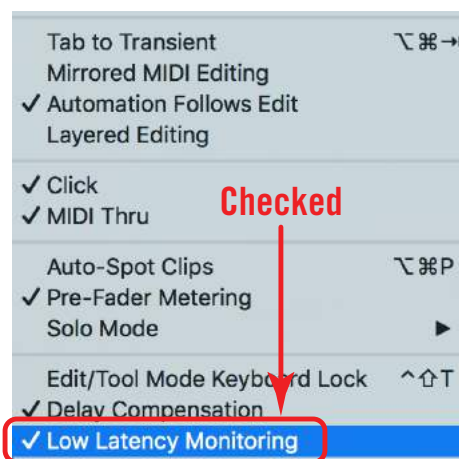 Tab to Transient ⌥⌘→
Mirrored MIDI Editing
✓ Automation Follows Edit
Layered Editing
✓ Click
✓ MIDI Thru
Checked
Auto-Spot Clips ⌥⌘P
✓ Pre-Fader Metering
Solo Mode ▶
Edit/Tool Mode Keyboard Lock ^⇧T
✓ Delay Compensation
✓ Low Latency Monitoring